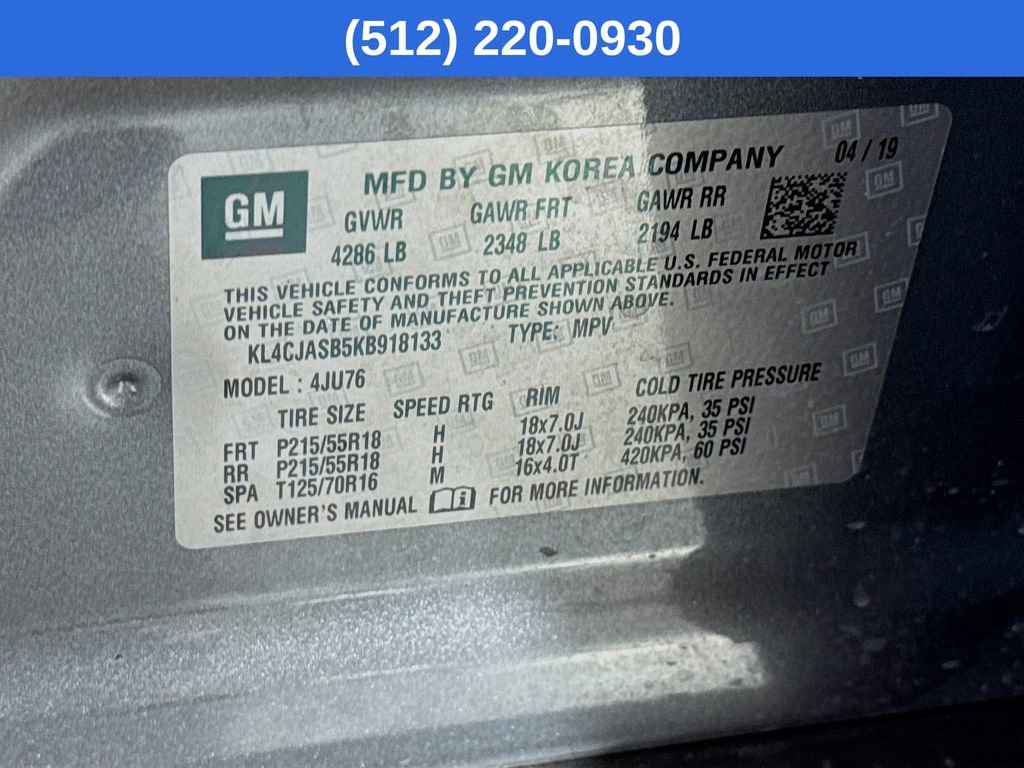 (512) 220-0930
GM
MFD BY GM KOREA COMPANY 04 / 19
GVWR GAWR FRT GAWR RR
4286 LB 2348 LB 2194 LB
THIS VEHICLE CONFORMS TO ALL APPLICABLE U.S. FEDERAL MOTOR
VEHICLE SAFETY AND THEFT PREVENTION STANDARDS IN EFFECT
ON THE DATE OF MANUFACTURE SHOWN ABOVE.
KL4CJASB5KB918133 TYPE: MPV
MODEL : 4JU76
TIRE SIZE SPEED RTG RIM COLD TIRE PRESSURE
FRT P215/55R18 H 18x7.0J 240KPA, 35 PSI
RR P215/55R18 H 18x7.0J 240KPA, 35 PSI
SPA T125/70R16 M 16x4.0T 420KPA, 60 PSI
SEE OWNER'S MANUAL FOR MORE INFORMATION.